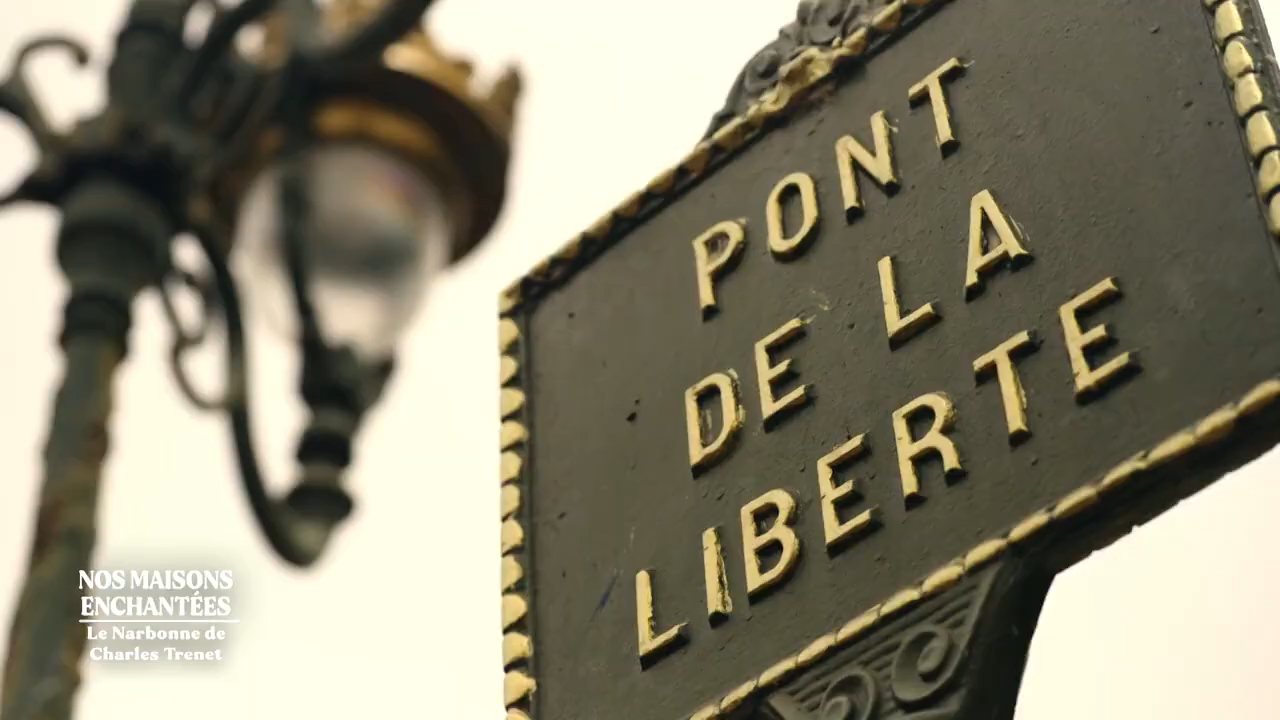 PONT
DE LA
LIBERTE
NOS MAISONS
ENCHANTÉES
Le Narbonne de
Charles Trenet